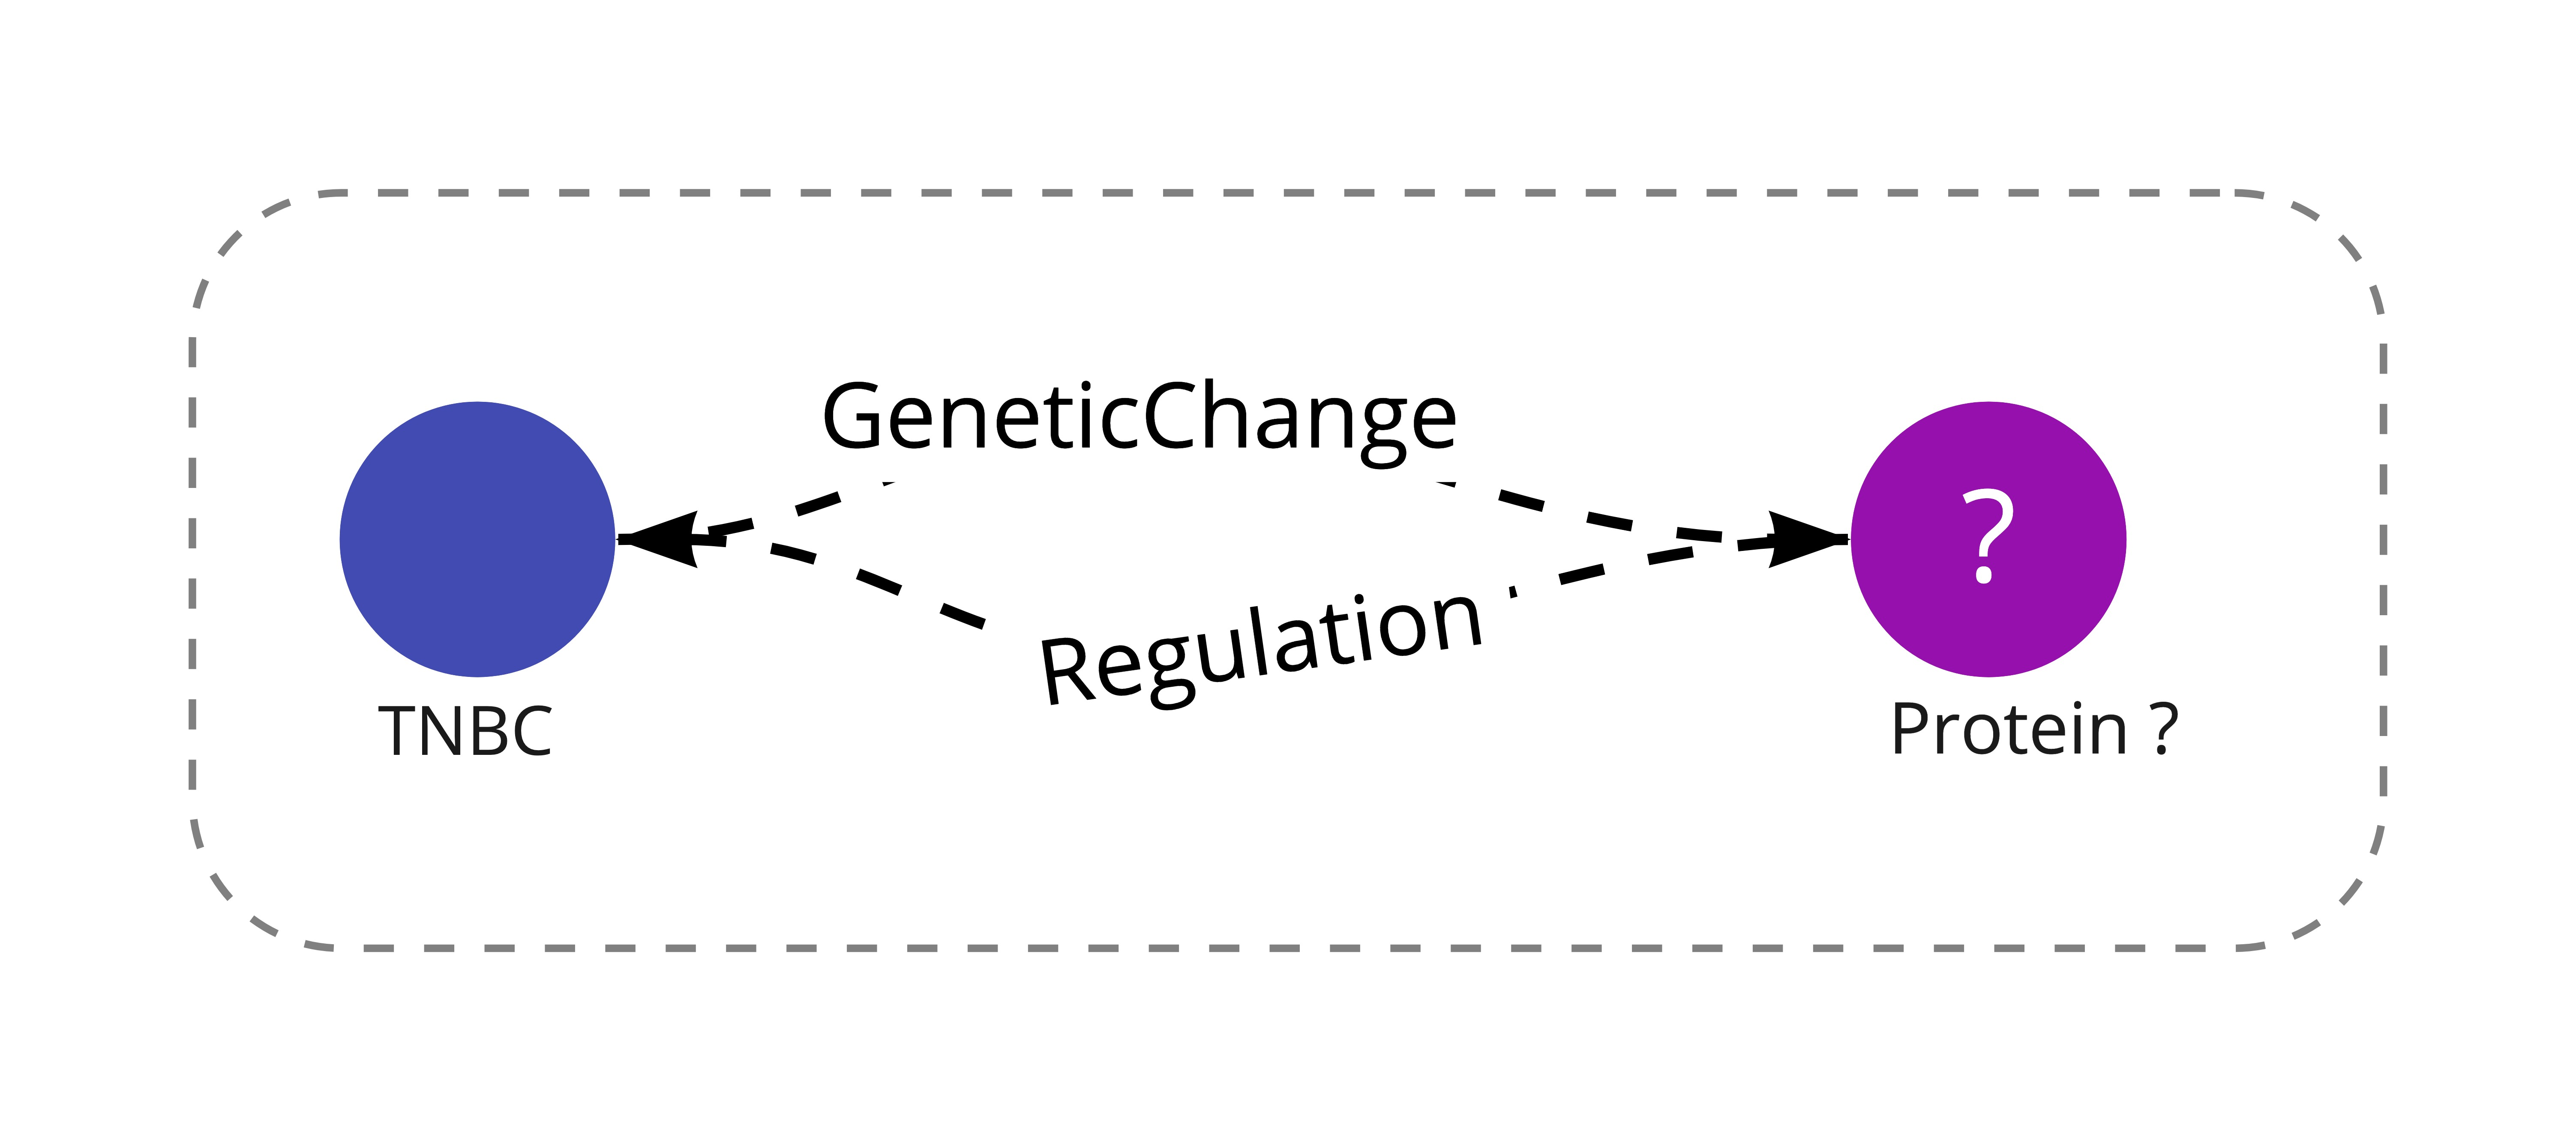 GeneticChange
?
Regulation
TNBC
Protein ?